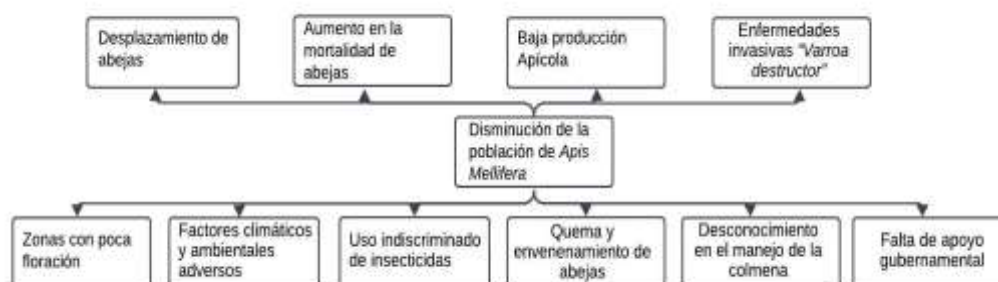 Desplazamiento de
abejas
Aumento en la
mortalidad de
abejas
Baja producción
Apícola
Enfermedades
invasivas "Varroa
destructor"
Disminución de la
población de Apis
Mellifera
Zonas con poca
floración
Factores climáticos
y ambientales
adversos
Uso indiscriminado
de insecticidas
Quema y
envenenamiento de
abejas
Desconocimiento
en el manejo de la
colmena
Falta de apoyo
gubernamental